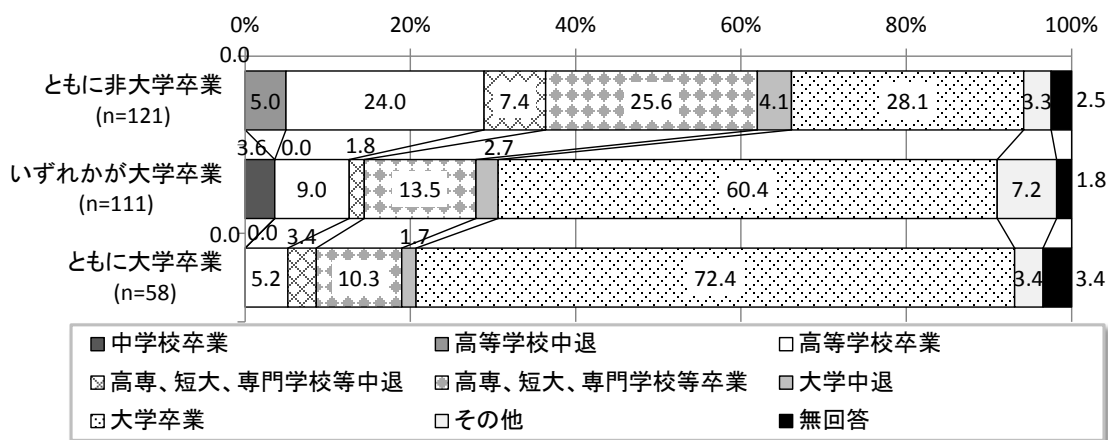 0% 20% 40% 60% 80% 100%
0.0
ともに非大学卒業
(n=121)
5.0 24.0 7.4 25.6 4.1 28.1 3.3 2.5
3.6 0.0 1.8 2.7
いずれかが大学卒業
(n=111)
9.0 13.5 60.4 7.2 1.8
0.0 0.0 3.4 1.7
ともに大学卒業
(n=58)
5.2 10.3 72.4 3.4 3.4
中学校卒業 高等学校中退 高等学校卒業
高専、短大、専門学校等中退 高専、短大、専門学校等卒業 大学中退
大学卒業 その他 無回答